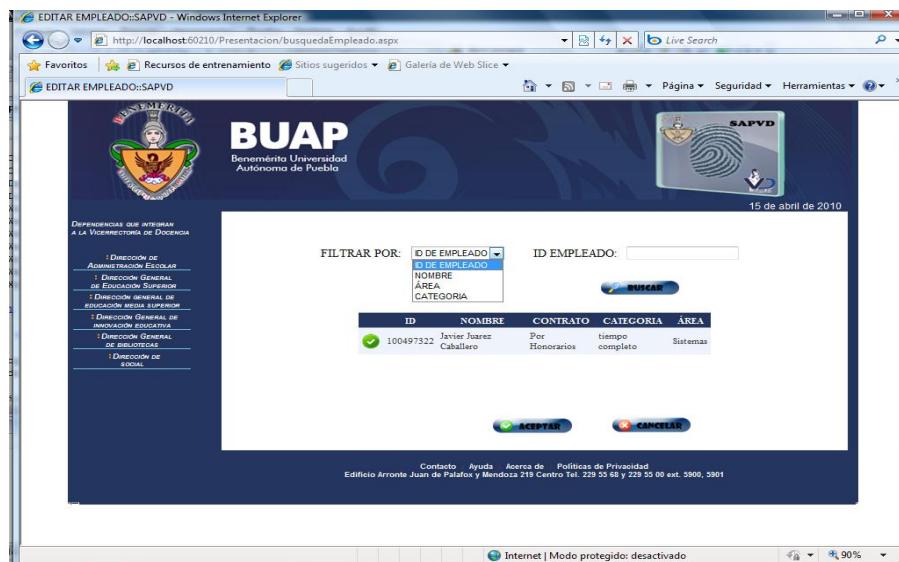 EDITAR EMPLEADO::SAPVD - Windows Internet Explorer
http://localhost:60210/Presentacion/busquedaEmpleado.aspx
Live Search
Favoritos
Recursos de entrenamiento
Sitios sugeridos
Galería de Web Slice
EDITAR EMPLEADO::SAPVD
Página
Seguridad
Herramientas
BENEMERITA
BUAP
Benemérita Universidad
Autónoma de Puebla
SAPVD
15 de abril de 2010
DEPENDENCIAS QUE INTEGRAN
A LA VICERRECTORÍA DE DOCENCIA
: DIRECCIÓN DE
ADMINISTRACIÓN ESCOLAR
: DIRECCIÓN GENERAL
DE EDUCACIÓN SUPERIOR
: DIRECCIÓN GENERAL DE
EDUCACIÓN MEDIA SUPERIOR
: DIRECCIÓN GENERAL DE
INNOVACIÓN EDUCATIVA
: DIRECCIÓN GENERAL
DE BIBLIOTECAS
: DIRECCIÓN DE
SOCIAL
FILTRAR POR: ID DE EMPLEADO ID EMPLEADO:
ID DE EMPLEADO
NOMBRE
ÁREA
CATEGORIA
BUSCAR
ID NOMBRE CONTRATO CATEGORIA ÁREA
100497322 Javier Juarez Caballero Por Honorarios tiempo completo Sistemas
ACEPTAR CANCELAR
Contacto Ayuda Acerca de Políticas de Privacidad
Edificio Arronte Juan de Palafox y Mendoza 219 Centro Tel. 229 55 68 y 229 55 00 ext. 5900, 5901
Internet | Modo protegido: desactivado
90%